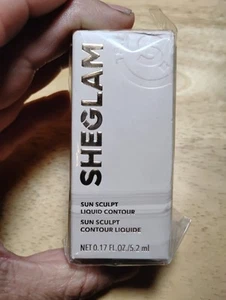 SHEGLAM
SUN SCULPT
LIQUID CONTOUR
SUN SCULPT
CONTOUR LIQUIDE
NET 0.17 FL.OZ/5.2 ml